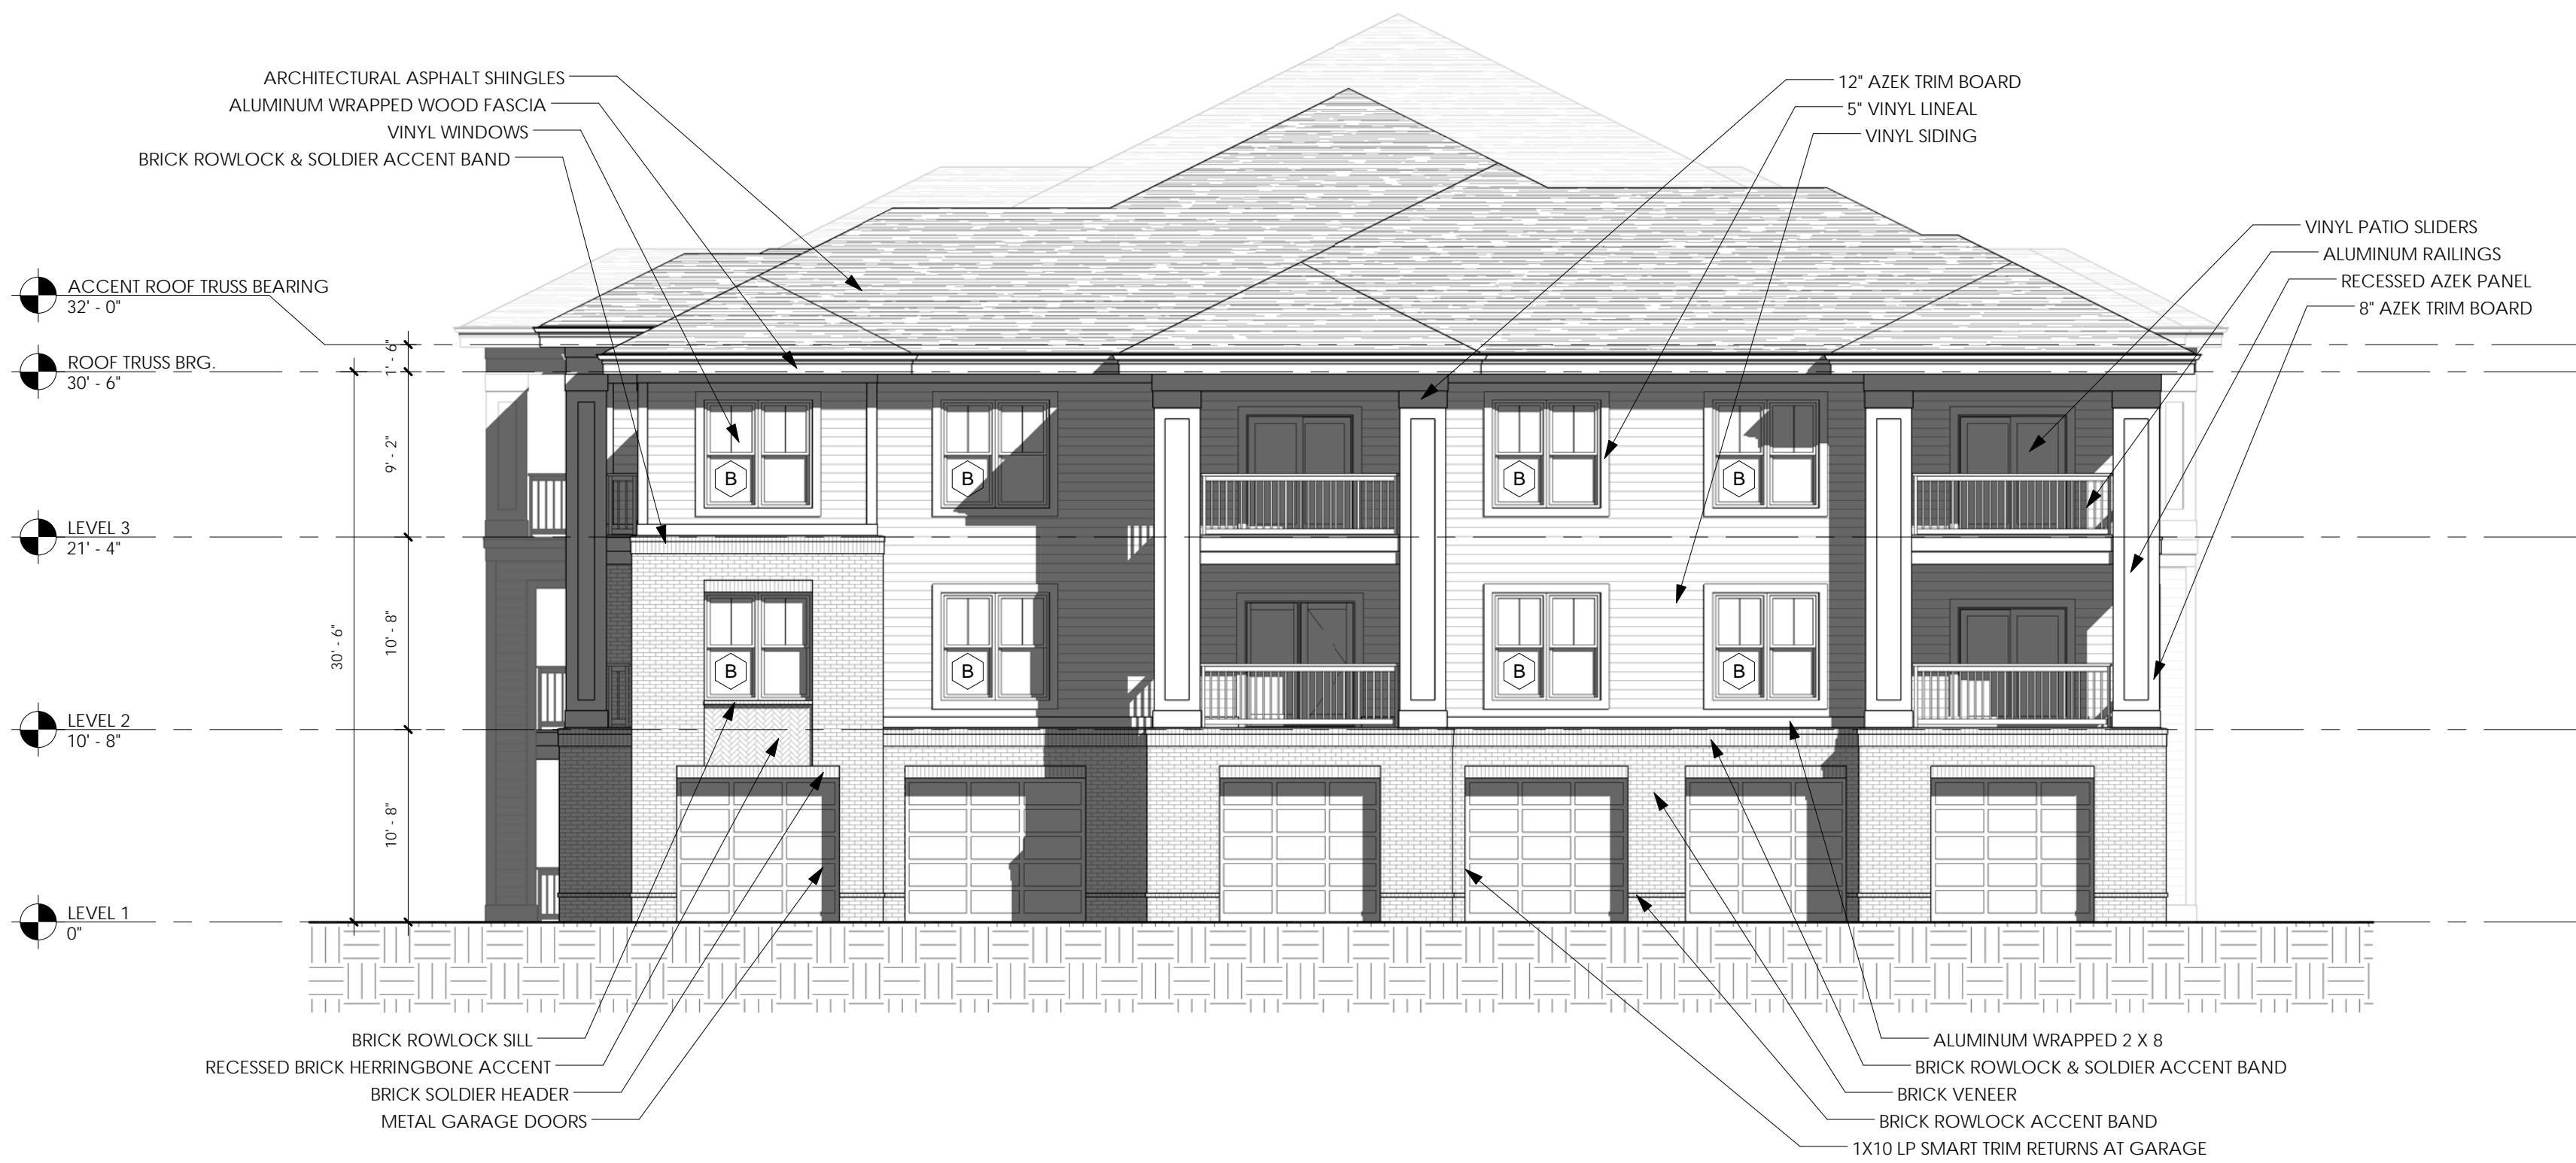 ARCHITECTURAL ASPHALT SHINGLES
ALUMINUM WRAPPED WOOD FASCIA
VINYL WINDOWS
BRICK ROWLOCK & SOLDIER ACCENT BAND
12" AZEK TRIM BOARD
5" VINYL LINEAL
VINYL SIDING
VINYL PATIO SLIDERS
ALUMINUM RAILINGS
RECESSED AZEK PANEL
8" AZEK TRIM BOARD
ACCENT ROOF TRUSS BEARING
32' - 0"
ROOF TRUSS BRG.
30' - 6"
LEVEL 3
21' - 4"
LEVEL 2
10' - 8"
LEVEL 1
0"
1' - 6"
9' - 2"
10' - 8"
10' - 8"
30' - 6"
B
B
B
B
B
B
B
B
BRICK ROWLOCK SILL
RECESSED BRICK HERRINGBONE ACCENT
BRICK SOLDIER HEADER
METAL GARAGE DOORS
ALUMINUM WRAPPED 2 X 8
BRICK ROWLOCK & SOLDIER ACCENT BAND
BRICK VENEER
BRICK ROWLOCK ACCENT BAND
1X10 LP SMART TRIM RETURNS AT GARAGE